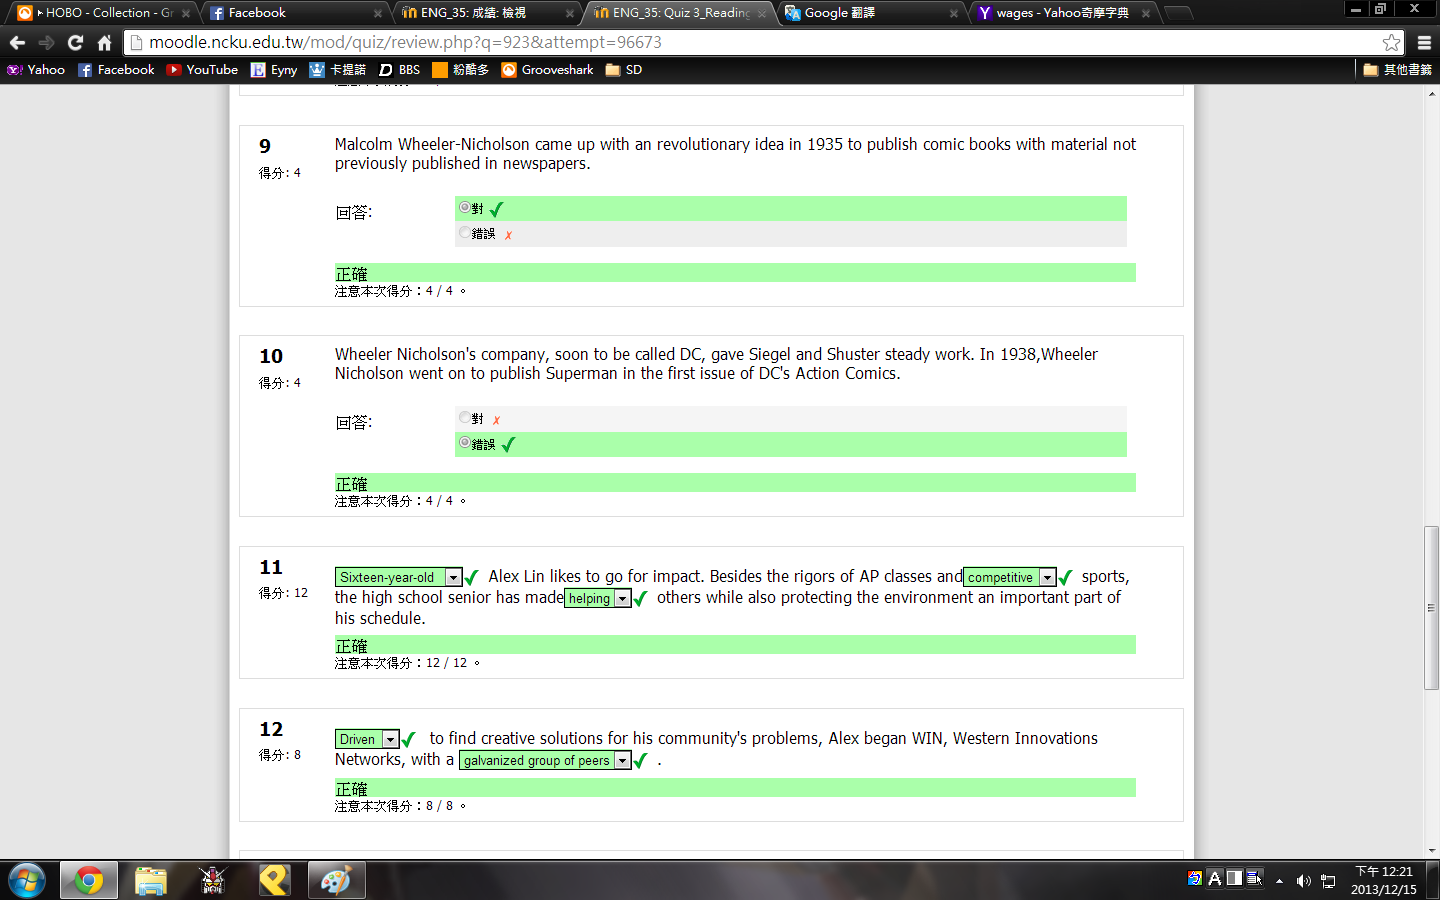 HOBO - Collection - Gr
Facebook
ENG_35: 成績: 檢視
ENG_35: Quiz 3_Reading
Google 翻譯
wages - Yahoo奇摩字典
moodle.ncku.edu.tw/mod/quiz/review.php?q=923&attempt=96673
Yahoo
Facebook
YouTube
Eyny
卡提諾
BBS
粉酷多
Grooveshark
SD
其他書籤
9
得分: 4
Malcolm Wheeler-Nicholson came up with an revolutionary idea in 1935 to publish comic books with material not
previously published in newspapers.
回答:
對
錯誤
正確
注意本次得分：4 / 4 。
10
得分: 4
Wheeler Nicholson's company, soon to be called DC, gave Siegel and Shuster steady work. In 1938,Wheeler
Nicholson went on to publish Superman in the first issue of DC's Action Comics.
回答:
對
錯誤
正確
注意本次得分：4 / 4 。
11
得分: 12
Sixteen-year-old Alex Lin likes to go for impact. Besides the rigors of AP classes and competitive sports,
the high school senior has made helping others while also protecting the environment an important part of
his schedule.
正確
注意本次得分：12 / 12 。
12
得分: 8
Driven to find creative solutions for his community's problems, Alex began WIN, Western Innovations
Networks, with a galvanized group of peers .
正確
注意本次得分：8 / 8 。
下午 12:21
2013/12/15